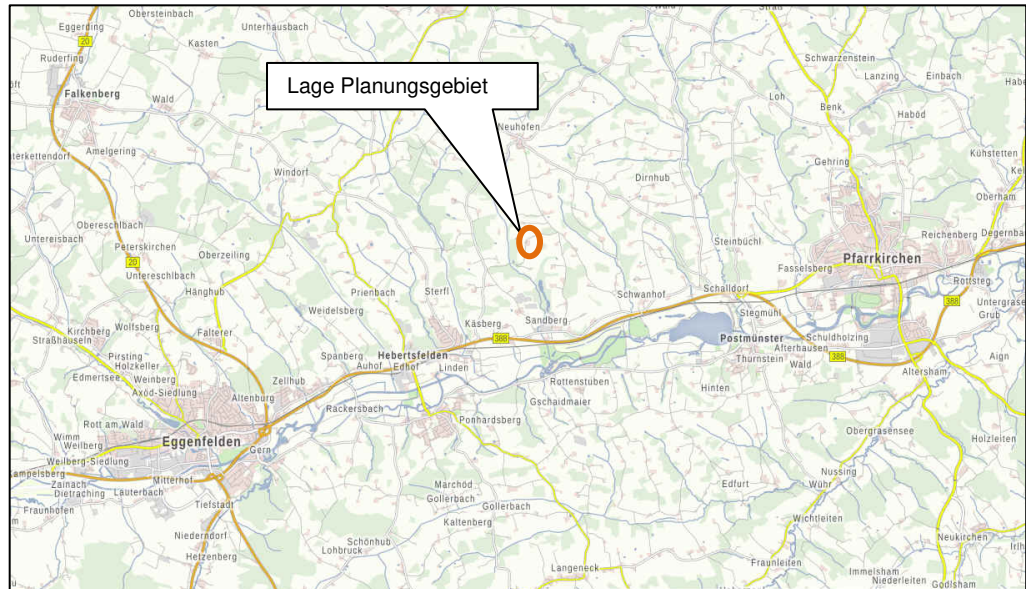 Obersteinbach
Unterhausbach
Straß
Eggerding
20
Kasten
Ruderfing
Schwarzenstein
Lanzing
Einbach
Lage Planungsgebiet
Falkenberg
Wald
Loh
Benk
Haböd
Neuhofen
Amelgering
Windorf
Gehring
Kühstetten
Dirnhub
Oberham
Obereschlbach
Untereisbach
Peterskirchen
Oberzeiling
Steinbüchl
Reichenberg
Degernba
20
Untereschlbach
Pfarrkirchen
Fasselsberg
Hänghub
Prienbach
Sterfl
Schwanhof
Schalldorf
Rottsteg
388
Untergrase
Weidelsberg
Stegmühl
Grub
Kirchberg
Wolfsberg
Falterer
Käsberg
Sandberg
Straßhäuseln
388
Postmünster
Schuldholzing
Afterhausen
Pirsting
Holzkeller
Spanberg
Hebertsfelden
Auhof
Edhof
Linden
Thurnstein
Wald
388
Aign
Edmertsee
Weinberg
Zellhub
Rottenstuben
Altersham
Axöd-Siedlung
Altenburg
Hinten
Rackersbach
Gschaidmaier
Rott am Wald
Ponhardsberg
Wimm
Weilberg
Eggenfelden
Obergrasensee
Gern
Holzleiten
Weilberg-Siedlung
Kampelsberg
Zainach
Mitterhof
Nussing
Dietraching
Lauterbach
Marchöd
Edfurt
Wühr
Fraunhofen
Tiefstadt
Gollerbach
Gollerbach
Kaltenberg
Wichtleiten
Niederndorf
Schönhub
Neukirchen
Lohbruck
Hetzenberg
Fraunleiten
Langeneck
Immelsham
Niederleiten
Godlsham